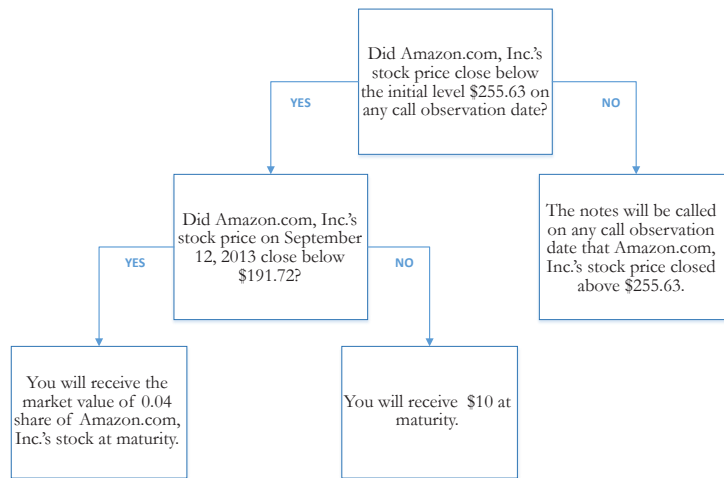 Did Amazon.com, Inc.'s
stock price close below
the initial level $255.63 on
any call observation date?
YES
NO
Did Amazon.com, Inc.'s
stock price on September
12, 2013 close below
$191.72?
The notes will be called
on any call observation
date that Amazon.com,
Inc.'s stock price closed
above $255.63.
YES
NO
You will receive the
market value of 0.04
share of Amazon.com,
Inc.'s stock at maturity.
You will receive $10 at
maturity.